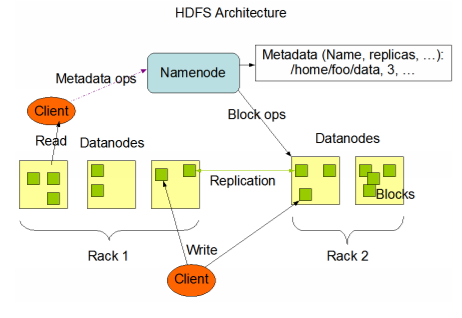 HDFS Architecture
Metadata (Name, replicas, …):
/home/foo/data, 3, …
Namenode
Metadata ops
Client
Block ops
Read
Datanodes
Datanodes
Replication
Blocks
Rack 1
Write
Rack 2
Client